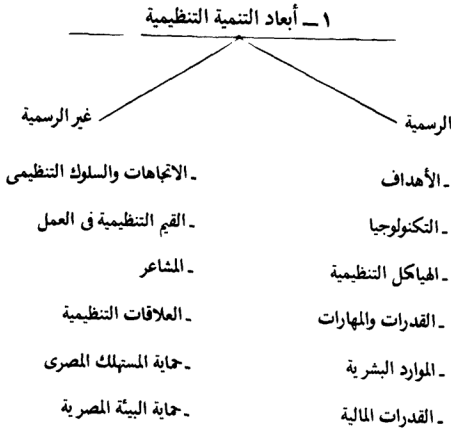 ١ ــ أبعاد التنمية التنظيمية
الرسمية
ـ الأهداف
ـ التكنولوجيا
ـ الهياكل التنظيمية
ـ القدرات والمهارات
ـ الموارد البشرية
ـ القدرات المالية
غير الرسمية
ـ الاتجاهات والسلوك التنظيمى
ـ القيم التنظيمية فى العمل
ـ المشاعر
ـ العلاقات التنظيمية
ـ حماية المستهلك المصرى
ـ حماية البيئة المصرية